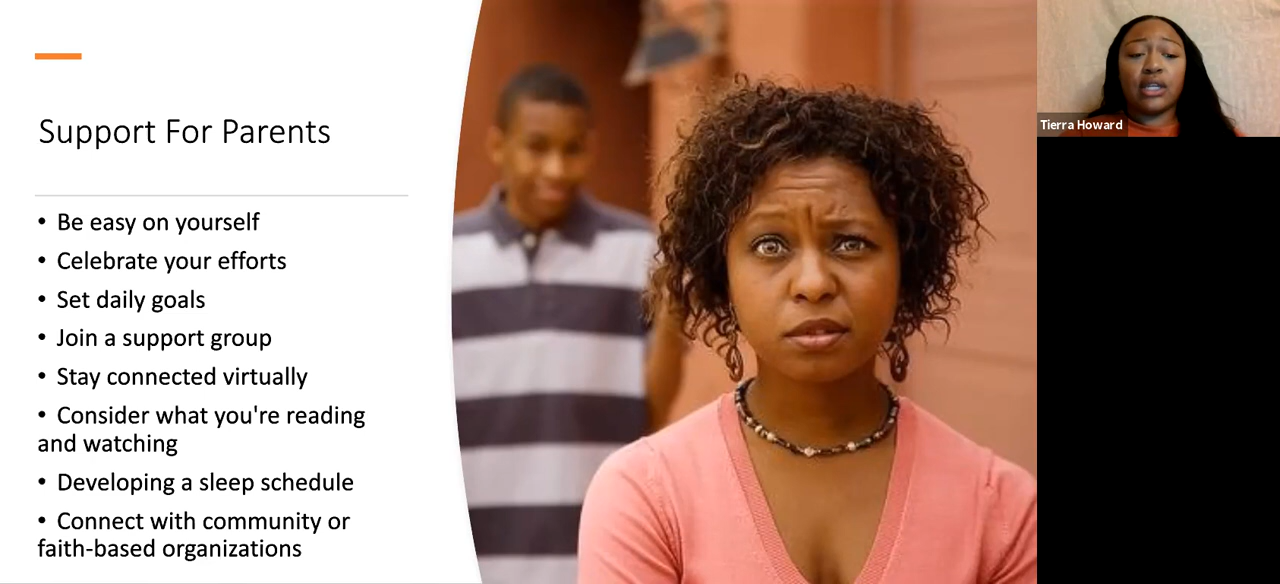 Support For Parents
• Be easy on yourself
• Celebrate your efforts
• Set daily goals
• Join a support group
• Stay connected virtually
• Consider what you're reading
and watching
• Developing a sleep schedule
• Connect with community or
faith-based organizations
Tierra Howard